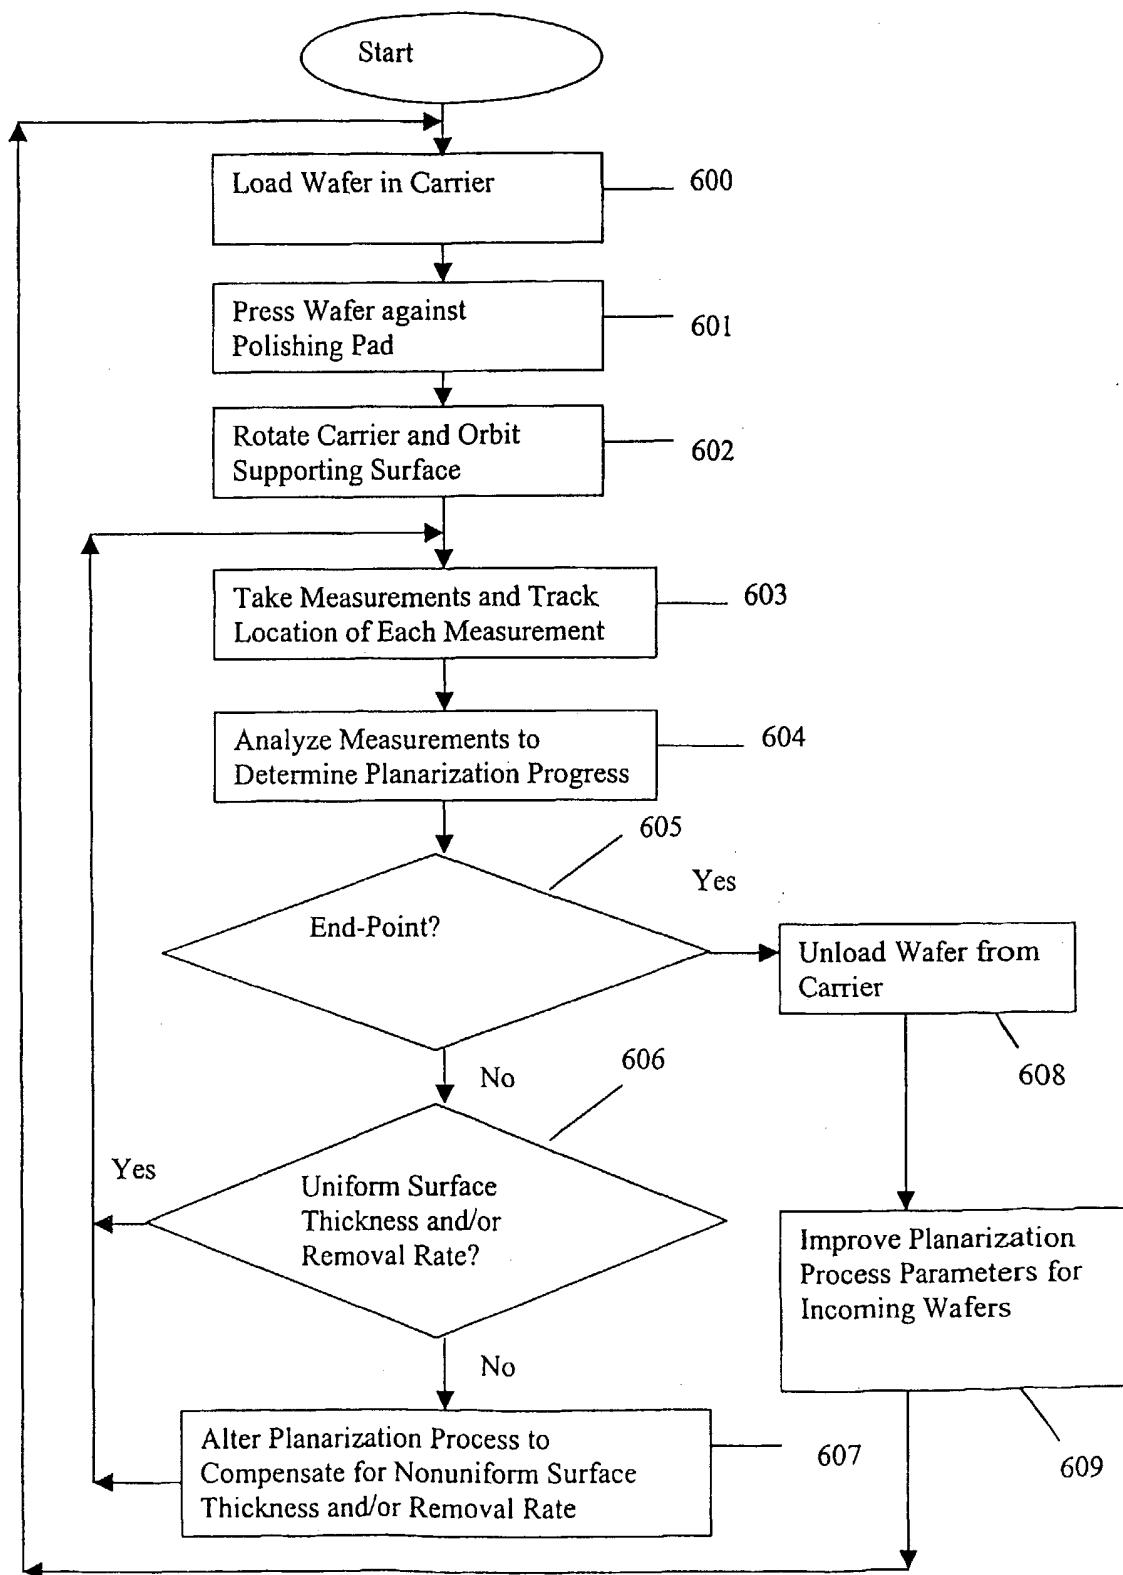 Start
Load Wafer in Carrier
600
Press Wafer against
Polishing Pad
601
Rotate Carrier and Orbit
Supporting Surface
602
Take Measurements and Track
Location of Each Measurement
603
Analyze Measurements to
Determine Planarization Progress
604
605
End-Point?
Yes
Unload Wafer from
Carrier
608
No
606
Yes
Uniform Surface
Thickness and/or
Removal Rate?
Improve Planarization
Process Parameters for
Incoming Wafers
609
No
Alter Planarization Process to
Compensate for Nonuniform Surface
Thickness and/or Removal Rate
607